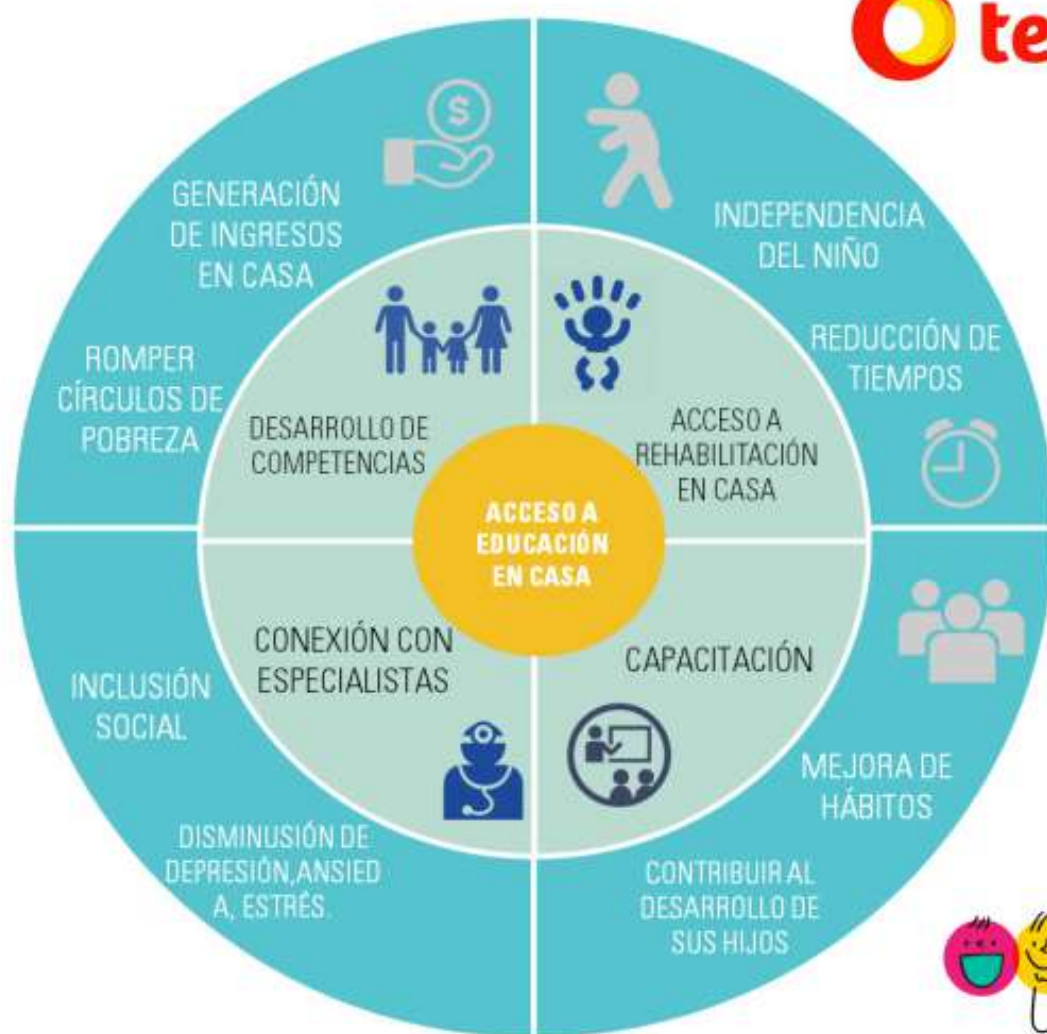 te
$
GENERACIÓN
DE INGRESOS
EN CASA
INDEPENDENCIA
DEL NIÑO
ROMPER
CÍRCULOS DE
POBREZA
REDUCCIÓN DE
TIEMPOS
DESARROLLO DE
COMPETENCIAS
ACCESO A
REHABILITACIÓN
EN CASA
ACCESO A
EDUCACIÓN
EN CASA
CONEXIÓN CON
ESPECIALISTAS
CAPACITACIÓN
INCLUSIÓN
SOCIAL
MEJORA DE
HÁBITOS
DISMINUSIÓN DE
DEPRESIÓN,ANSIED
A, ESTRÉS.
CONTRIBUIR AL
DESARROLLO DE
SUS HIJOS